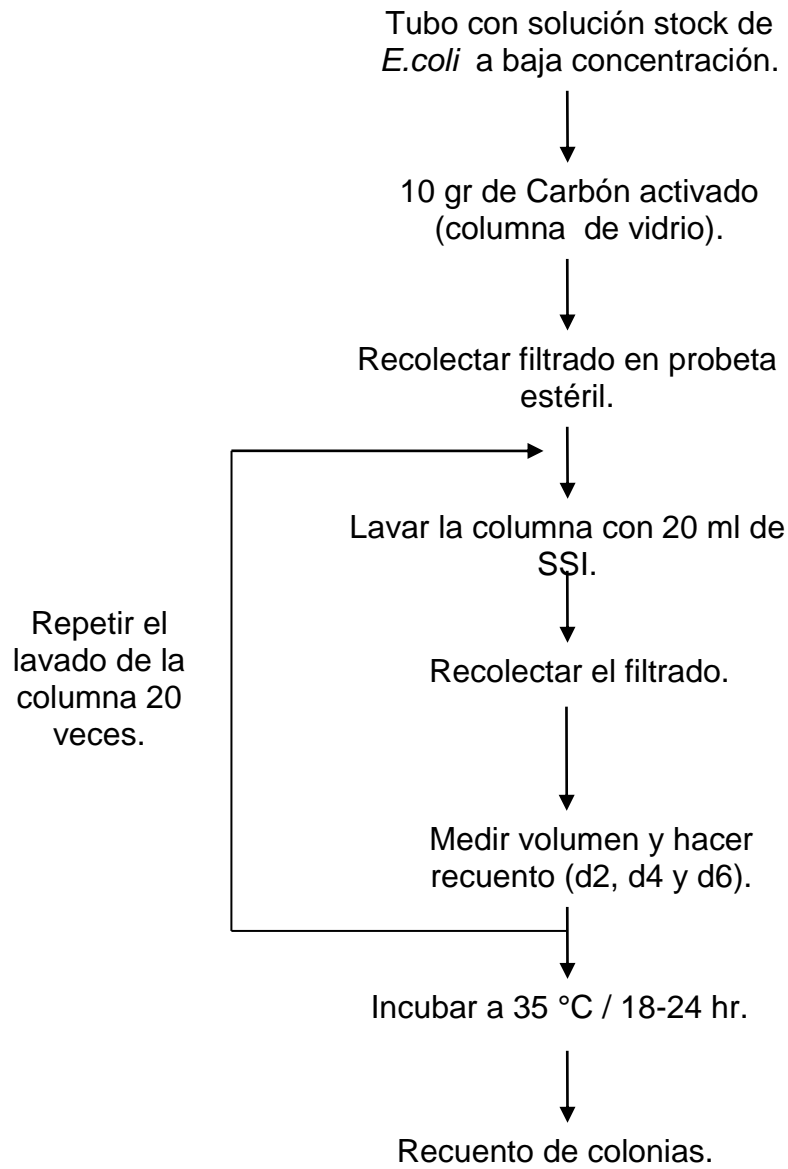 Tubo con solución stock de
E.coli a baja concentración.
10 gr de Carbón activado
(columna de vidrio).
Recolectar filtrado en probeta
estéril.
Lavar la columna con 20 ml de
SSI.
Repetir el
lavado de la
columna 20
veces.
Recolectar el filtrado.
Medir volumen y hacer
recuento (d2, d4 y d6).
Incubar a 35 °C / 18-24 hr.
Recuento de colonias.